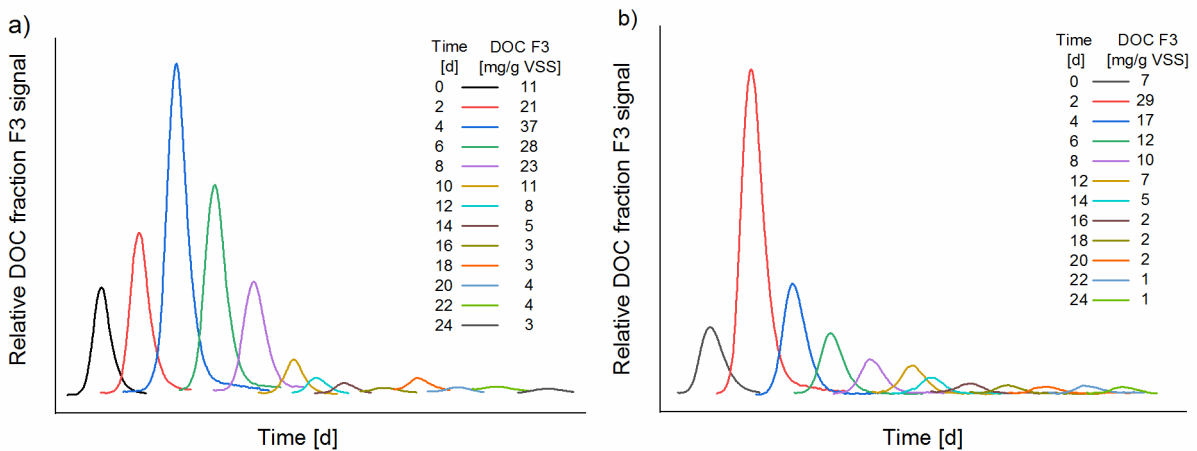 a)
Relative DOC fraction F3 signal
Time DOC F3
[d] [mg/g VSS]
0 11
2 21
4 37
6 28
8 23
10 11
12 8
14 5
16 3
18 3
20 4
22 4
24 3
Time [d]
b)
Relative DOC fraction F3 signal
Time DOC F3
[d] [mg/g VSS]
0 7
2 29
4 17
6 12
8 10
12 7
14 5
16 2
18 2
20 2
22 1
24 1
Time [d]